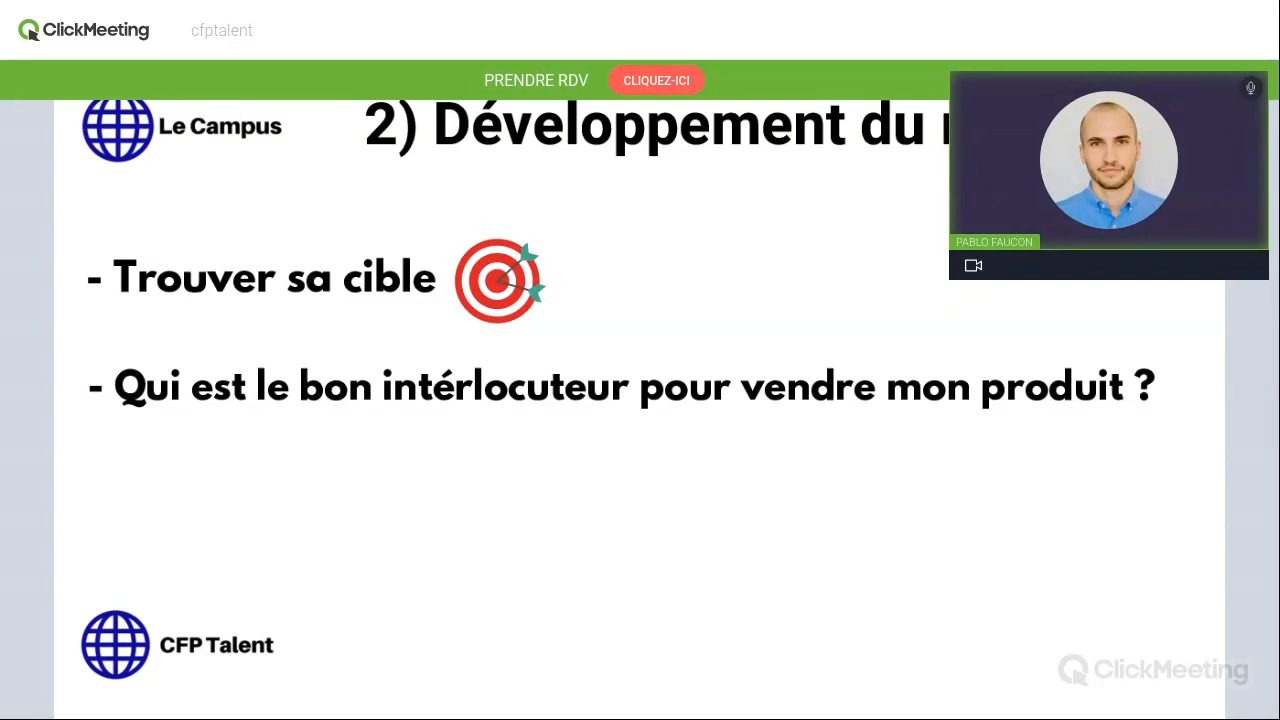 ClickMeeting cfptalent
PRENDRE RDV CLIQUEZ-ICI
Le Campus
2) Développement du
PABLO FAUCON
- Trouver sa cible
- Qui est le bon intérlocuteur pour vendre mon produit ?
CFP Talent
ClickMeeting